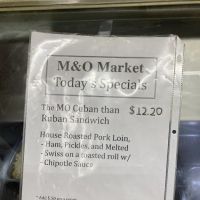 M&O Market
Today's Specials
The MO Cuban than $12.20
Ruban Sandwich
House Roasted Pork Loin,
- Ham, Pickles, and Melted
- Swiss on a toasted roll w/
- Chipotle Sauce